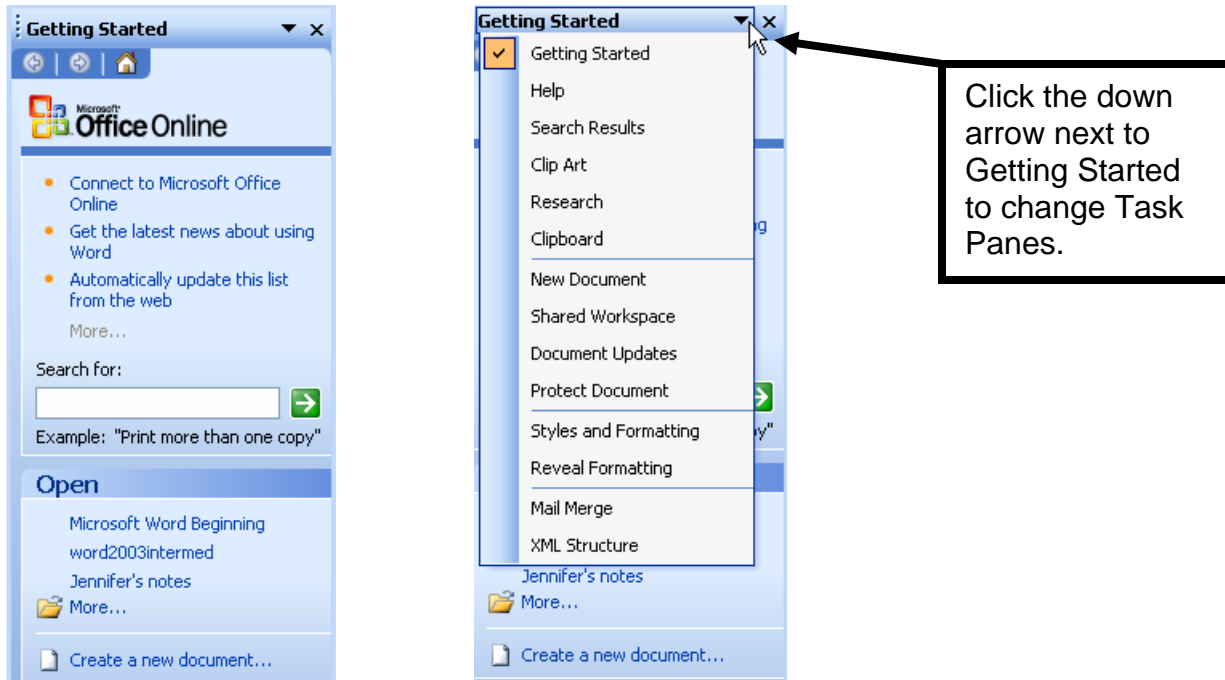 Getting Started
Microsoft
Office Online
Connect to Microsoft Office
Online
Get the latest news about using
Word
Automatically update this list
from the web
More...
Search for:
Example: "Print more than one copy"
Open
Microsoft Word Beginning
word2003intermed
Jennifer's notes
More...
Create a new document...
Getting Started
Getting Started
Help
Search Results
Clip Art
Research
Clipboard
New Document
Shared Workspace
Document Updates
Protect Document
Styles and Formatting
Reveal Formatting
Mail Merge
XML Structure
ng
y"
Jennifer's notes
More...
Create a new document...
Click the down
arrow next to
Getting Started
to change Task
Panes.